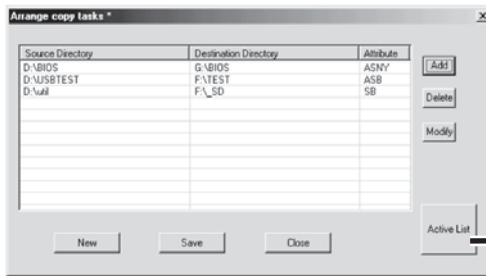 Arrange copy tasks *
Source Directory Destination Directory Attribute
D:\BIOS G:\BIOS ASNY
D:\USBTEST F:\TEST ASB
D:\util F:\_SD SB
Add
Delete
Modify
Active List
New Save Close